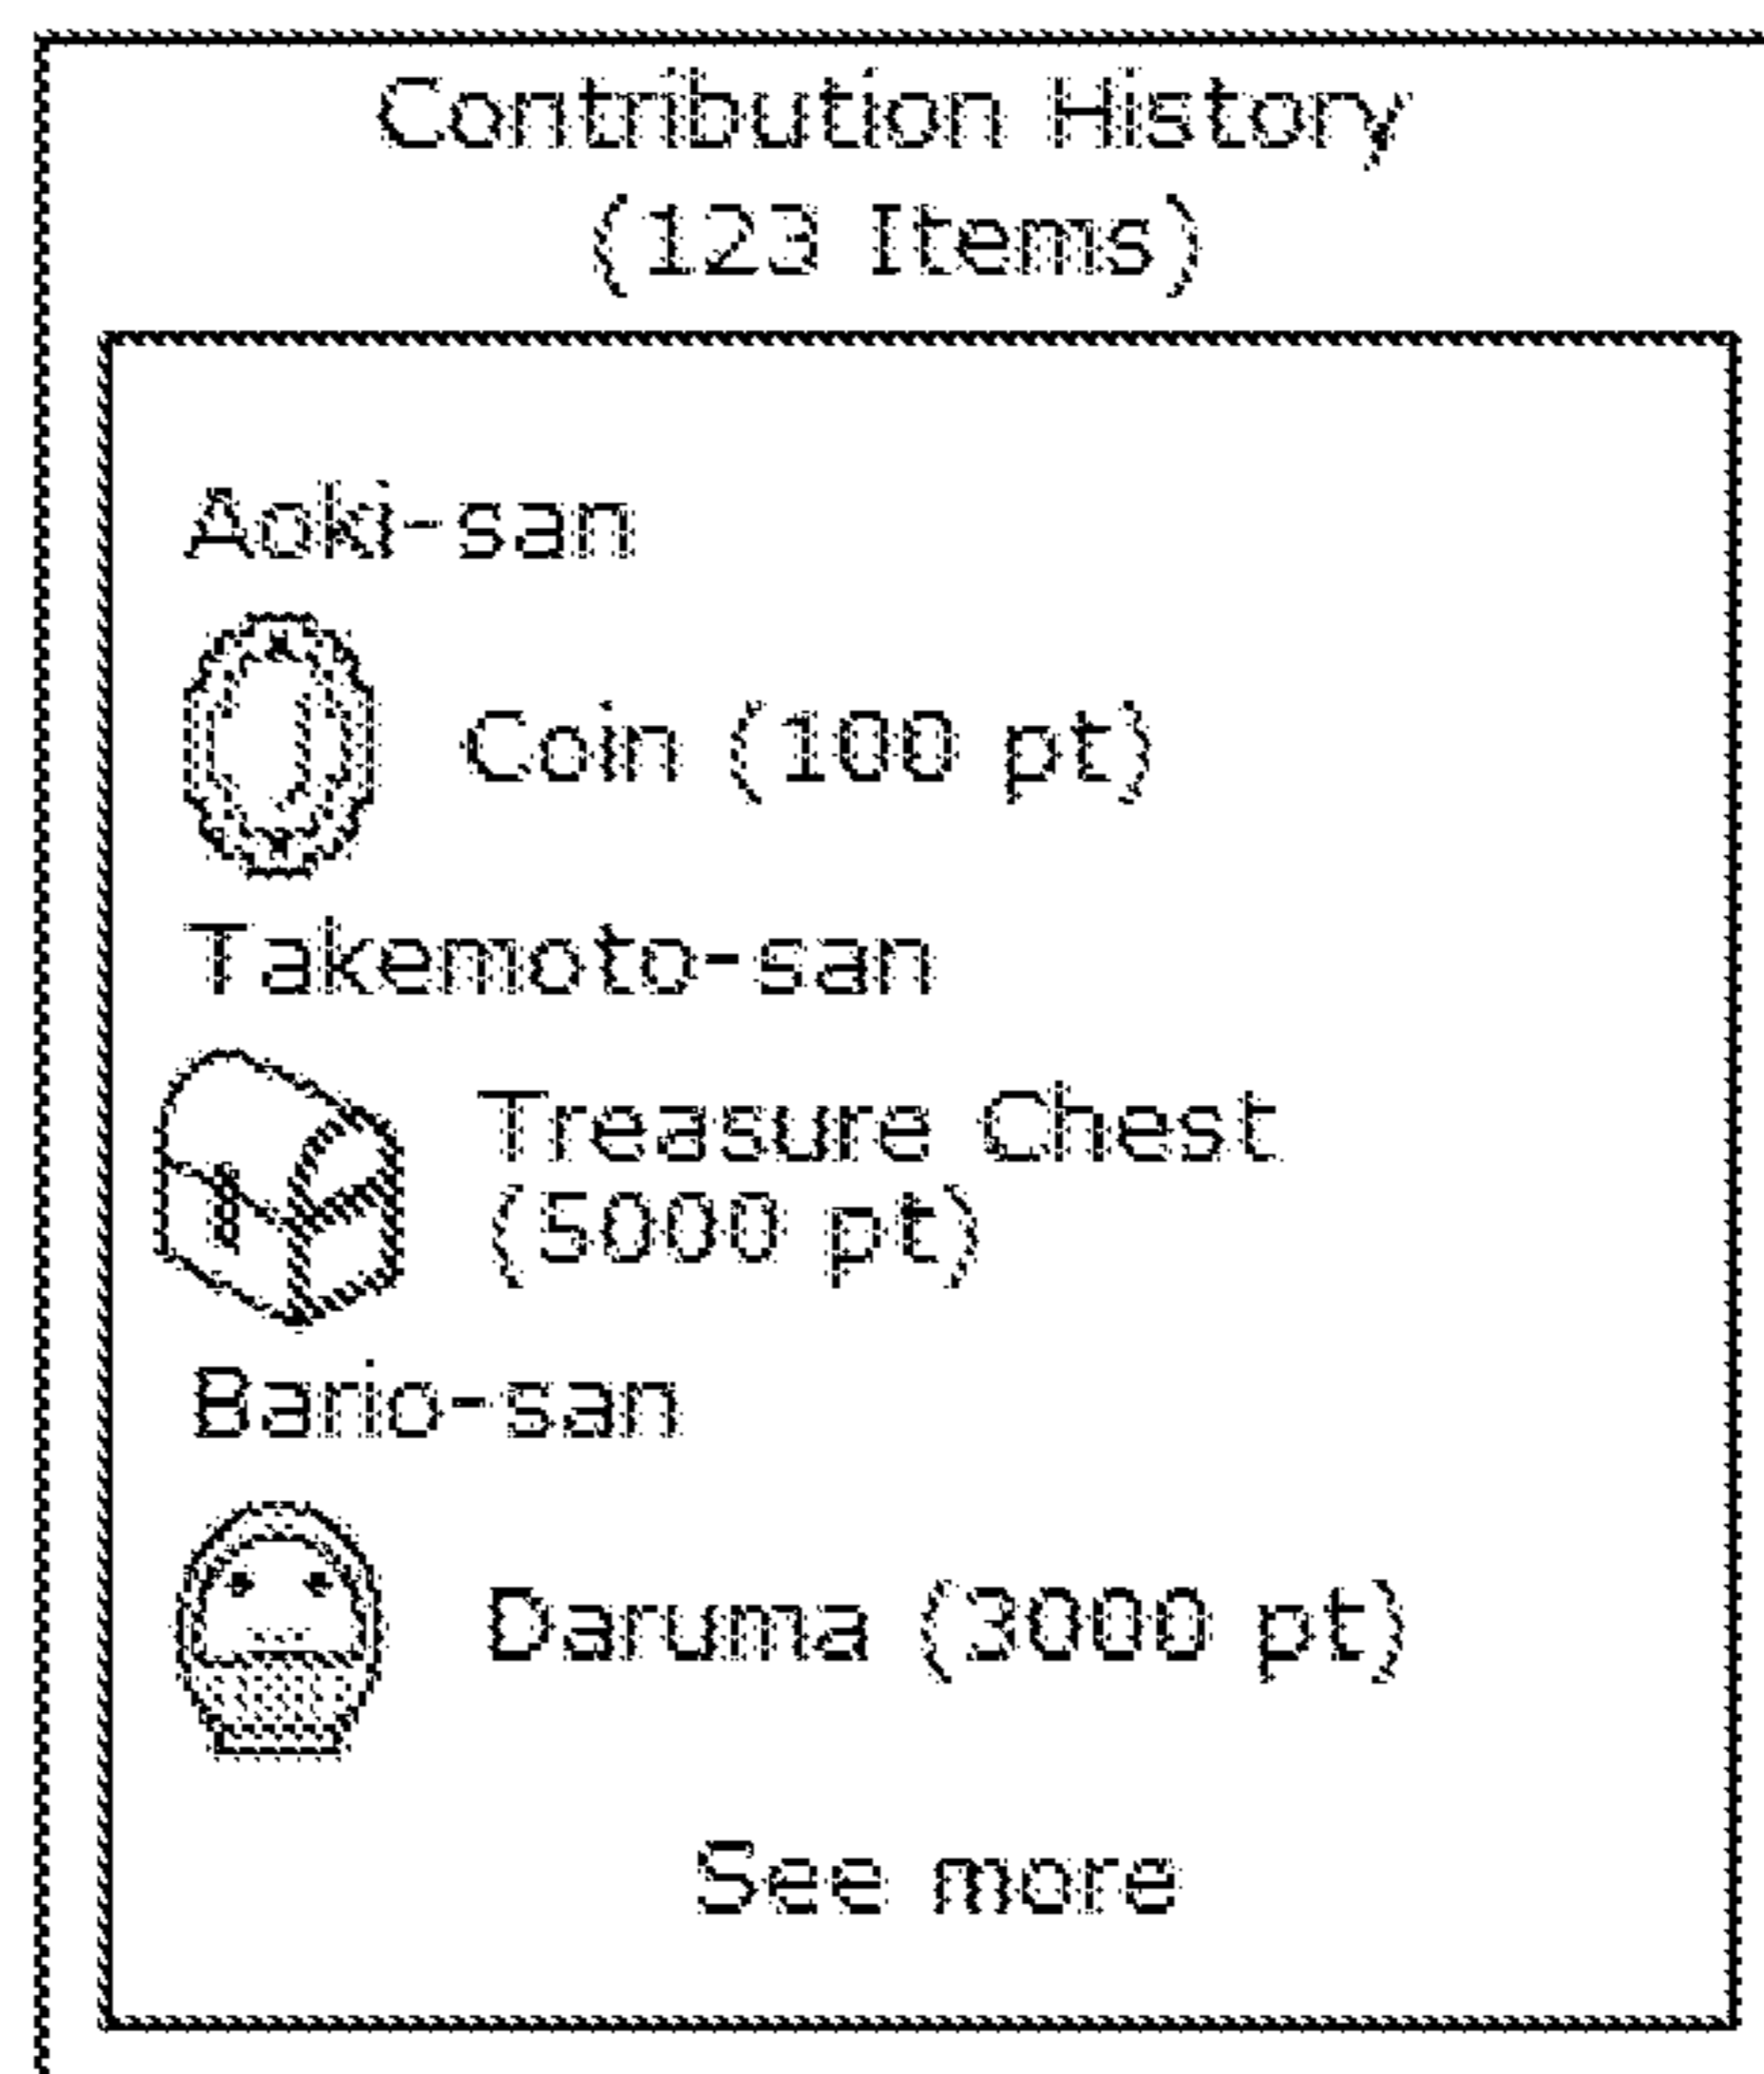 Contribution History
(123 Items)
Aoki-san
Coin (100 pt)
Takemoto-san
Treasure Chest
(5000 pt)
Bario-san
Daruma (3000 pt)
See more